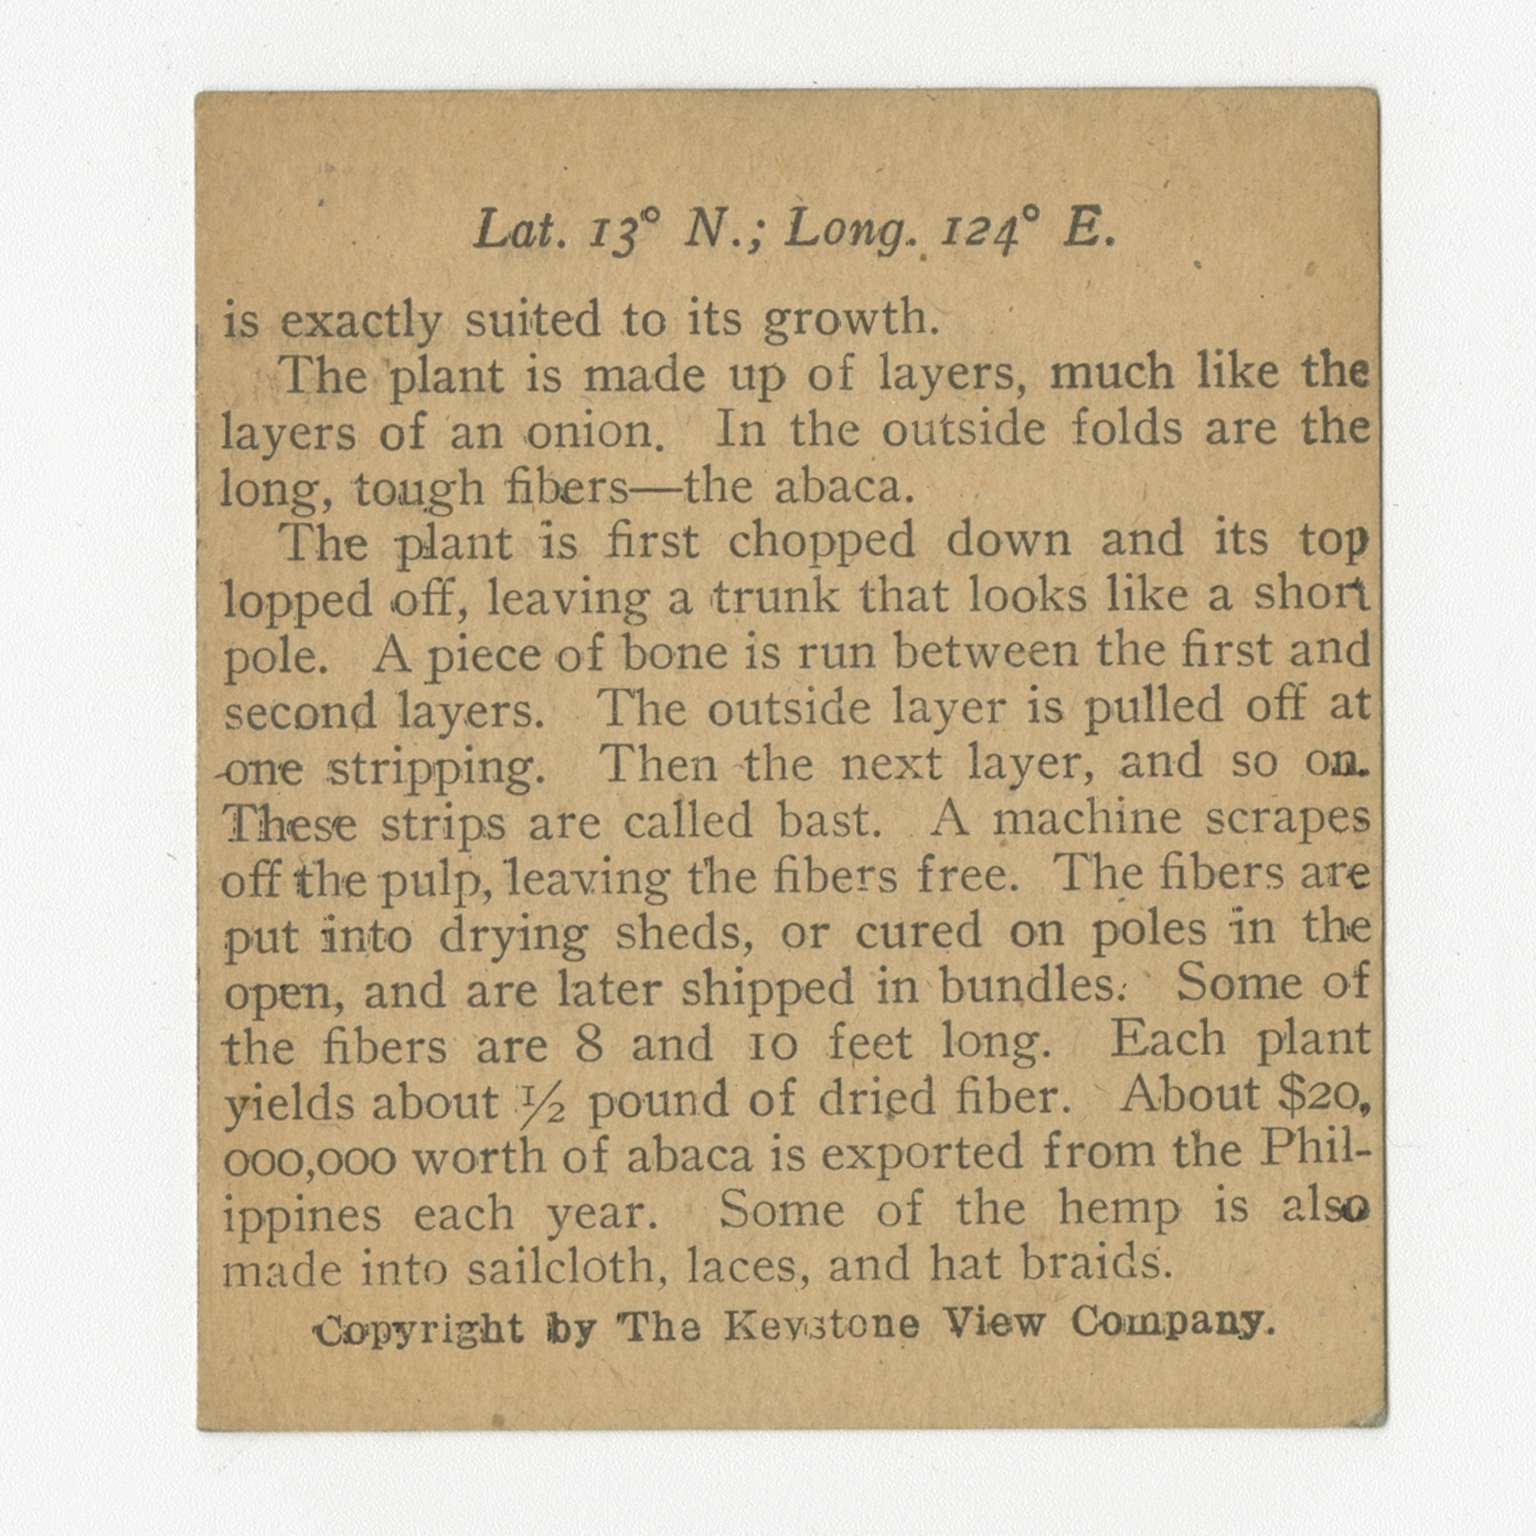 Lat. 13° N.; Long. 124° E.
is exactly suited to its growth.
The plant is made up of layers, much like the
layers of an onion. In the outside folds are the
long, tough fibers—the abaca.
The plant is first chopped down and its top
lopped off, leaving a trunk that looks like a short
pole. A piece of bone is run between the first and
second layers. The outside layer is pulled off at
one stripping. Then the next layer, and so on.
These strips are called bast. A machine scrapes
off the pulp, leaving the fibers free. The fibers are
put into drying sheds, or cured on poles in the
open, and are later shipped in bundles. Some of
the fibers are 8 and 10 feet long. Each plant
yields about ½ pound of dried fiber. About $20,
000,000 worth of abaca is exported from the Phil-
ippines each year. Some of the hemp is also
made into sailcloth, laces, and hat braids.
Copyright by The Keystone View Company.